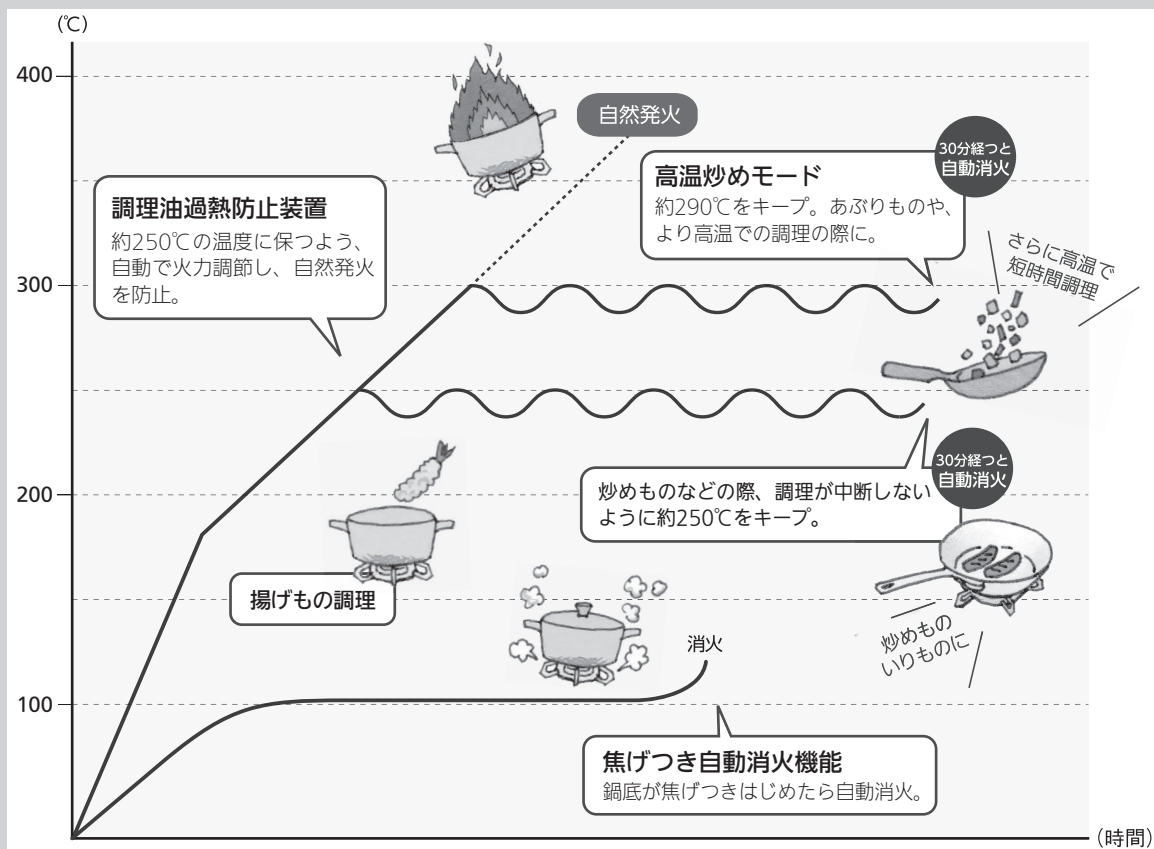 (℃)
400
300
200
100
自然発火
30分経つと
自動消火
高温炒めモード
約290℃をキープ。あぶりものや、
より高温での調理の際に。
調理油過熱防止装置
約250℃の温度に保つよう、
自動で火力調節し、自然発火
を防止。
さらに高温で
短時間調理
30分経つと
自動消火
炒めものなどの際、調理が中断しない
ように約250℃をキープ。
揚げもの調理
炒めもの
いりものに
消火
焦げつき自動消火機能
鍋底が焦げつきはじめたら自動消火。
(時間)